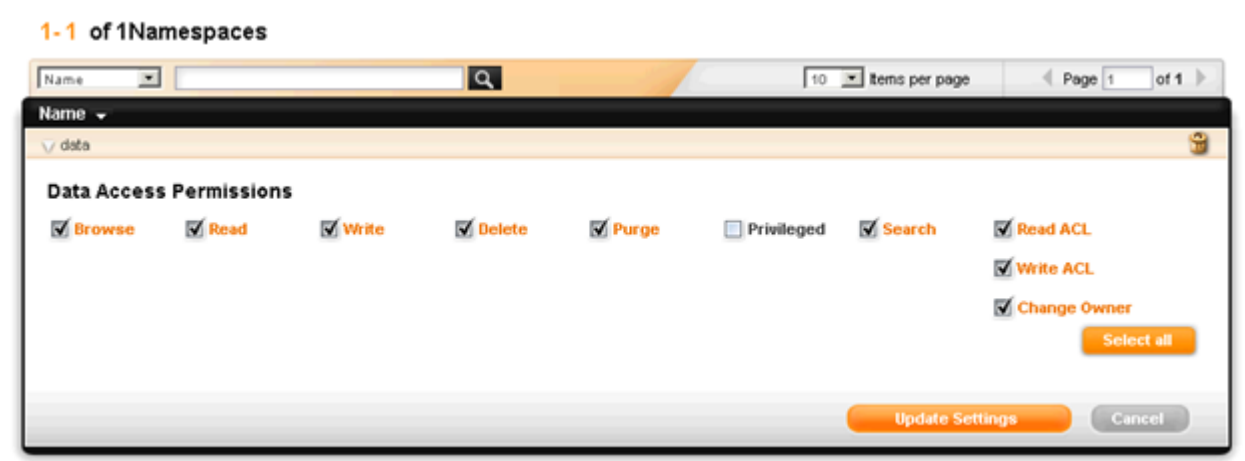 1-1 of 1Namespaces
Name 10 Items per page Page 1 of 1
Name
data
Data Access Permissions
Browse Read Write Delete Purge Privileged Search Read ACL
Write ACL
Change Owner
Select all
Update Settings Cancel